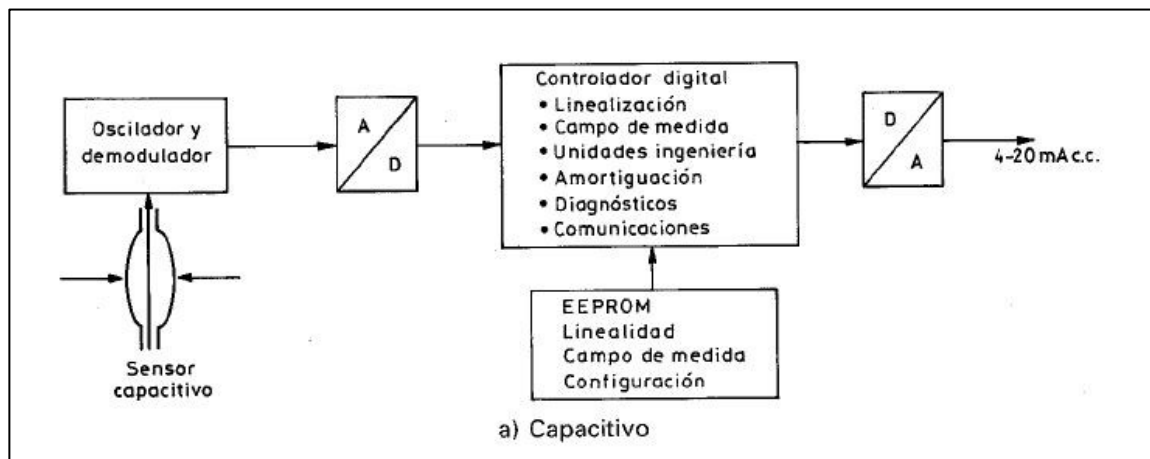 Oscilador y
demodulador
A
D
Controlador digital
• Linealización
• Campo de medida
• Unidades ingeniería
• Amortiguación
• Diagnósticos
• Comunicaciones
D
A
4-20 mA c.c.
Sensor
capacitivo
EEPROM
Linealidad
Campo de medida
Configuración
a) Capacitivo